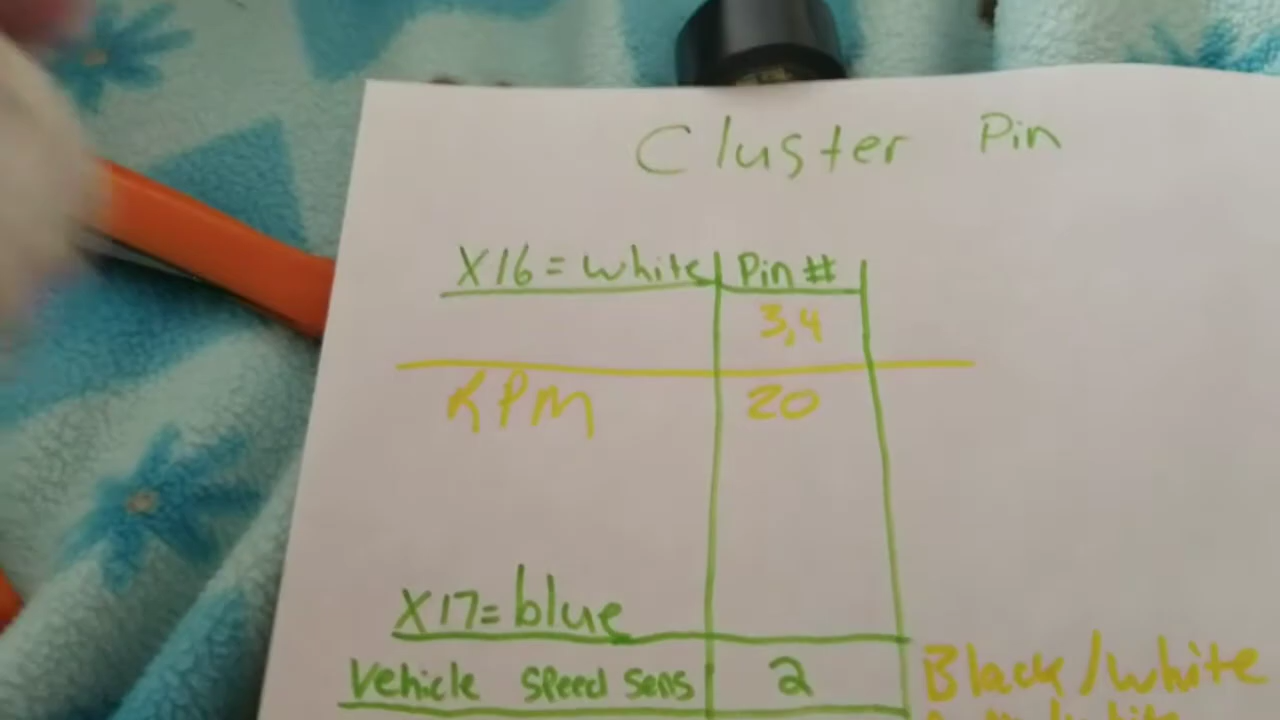 Cluster Pin
X16 = white Pin #
3,4
RPM 20
X17 = blue
Vehicle Speed Sens 2 Black/white